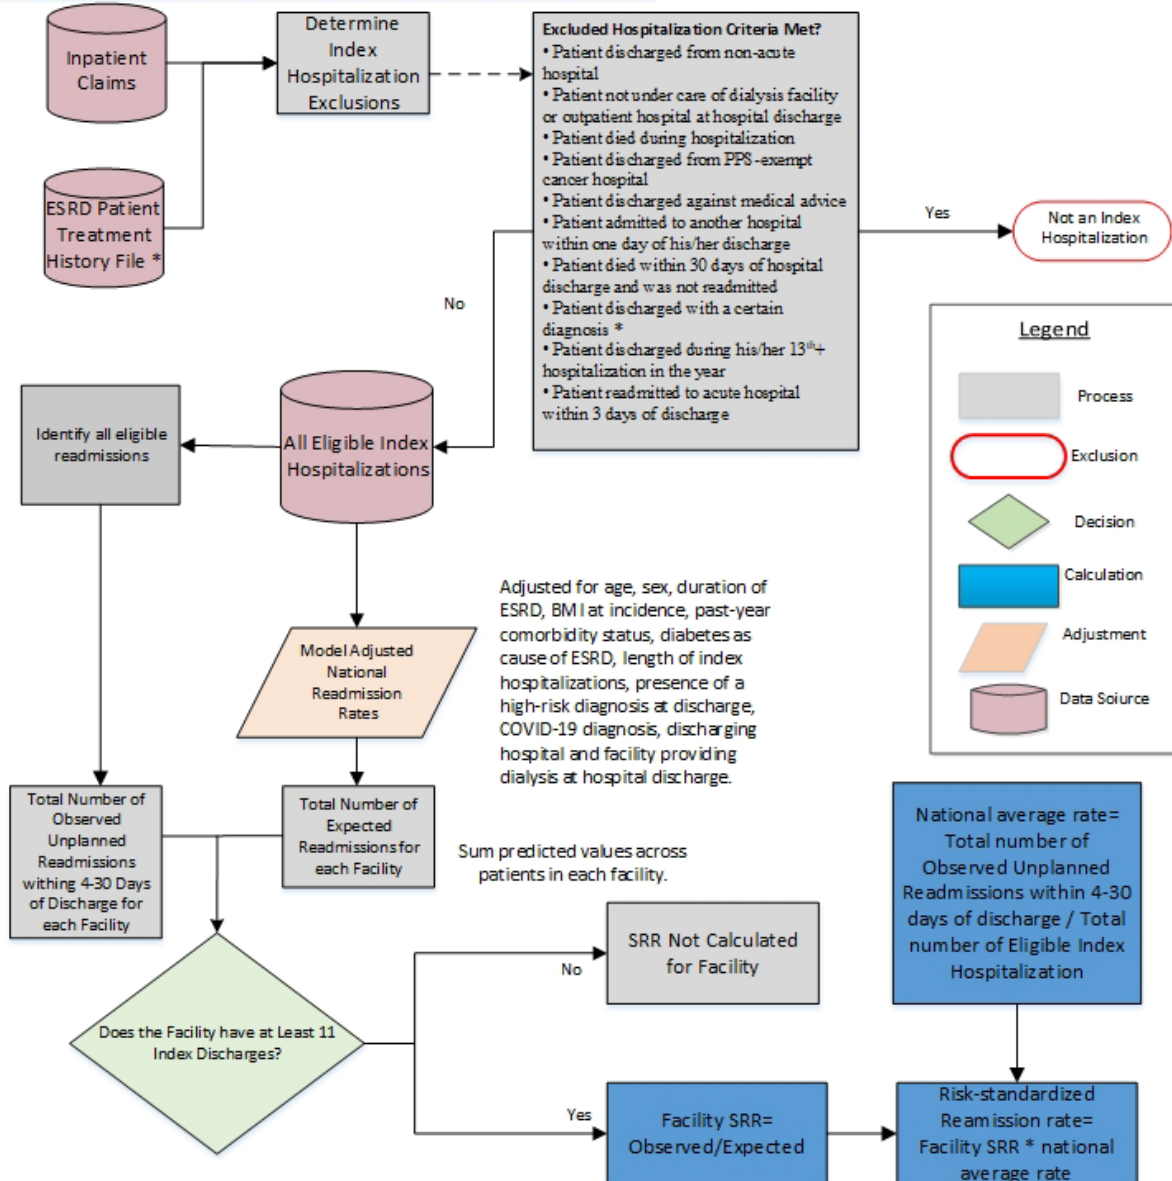 Inpatient
Claims
ESRD Patient
Treatment
History File *
Determine
Index
Hospitalization
Exclusions
Excluded Hospitalization Criteria Met?
• Patient discharged from non-acute
hospital
• Patient not under care of dialysis facility
or outpatient hospital at hospital discharge
• Patient died during hospitalization
• Patient discharged from PPS-exempt
cancer hospital
• Patient discharged against medical advice
• Patient admitted to another hospital
within one day of his/her discharge
• Patient died within 30 days of hospital
discharge and was not readmitted
• Patient discharged with a certain
diagnosis *
• Patient discharged during his/her 13th+
hospitalization in the year
• Patient readmitted to acute hospital
within 3 days of discharge
Yes
Not an Index
Hospitalization
No
Legend
Process
Exclusion
Decision
Calculation
Adjustment
Data Soiurce
Identify all eligible
readmissions
All Eligible Index
Hospitalizations
Model Adjusted
National
Readmission
Rates
Adjusted for age, sex, duration of
ESRD, BMI at incidence, past-year
comorbidity status, diabetes as
cause of ESRD, length of index
hospitalizations, presence of a
high-risk diagnosis at discharge,
COVID-19 diagnosis, discharging
hospital and facility providing
dialysis at hospital discharge.
Total Number of
Observed
Unplanned
Readmissions
withing 4-30 Days
of Discharge for
each Facility
Total Number of
Expected
Readmissions for
each Facility
Sum predicted values across
patients in each facility.
National average rate=
Total number of
Observed Unplanned
Readmissions within 4-30
days of discharge / Total
number of Eligible Index
Hospitalization
Does the Facility have at Least 11
Index Discharges?
No
SRR Not Calculated
for Facility
Yes
Facility SRR=
Observed/Expected
Risk-standardized
Reamission rate=
Facility SRR * national
average rate